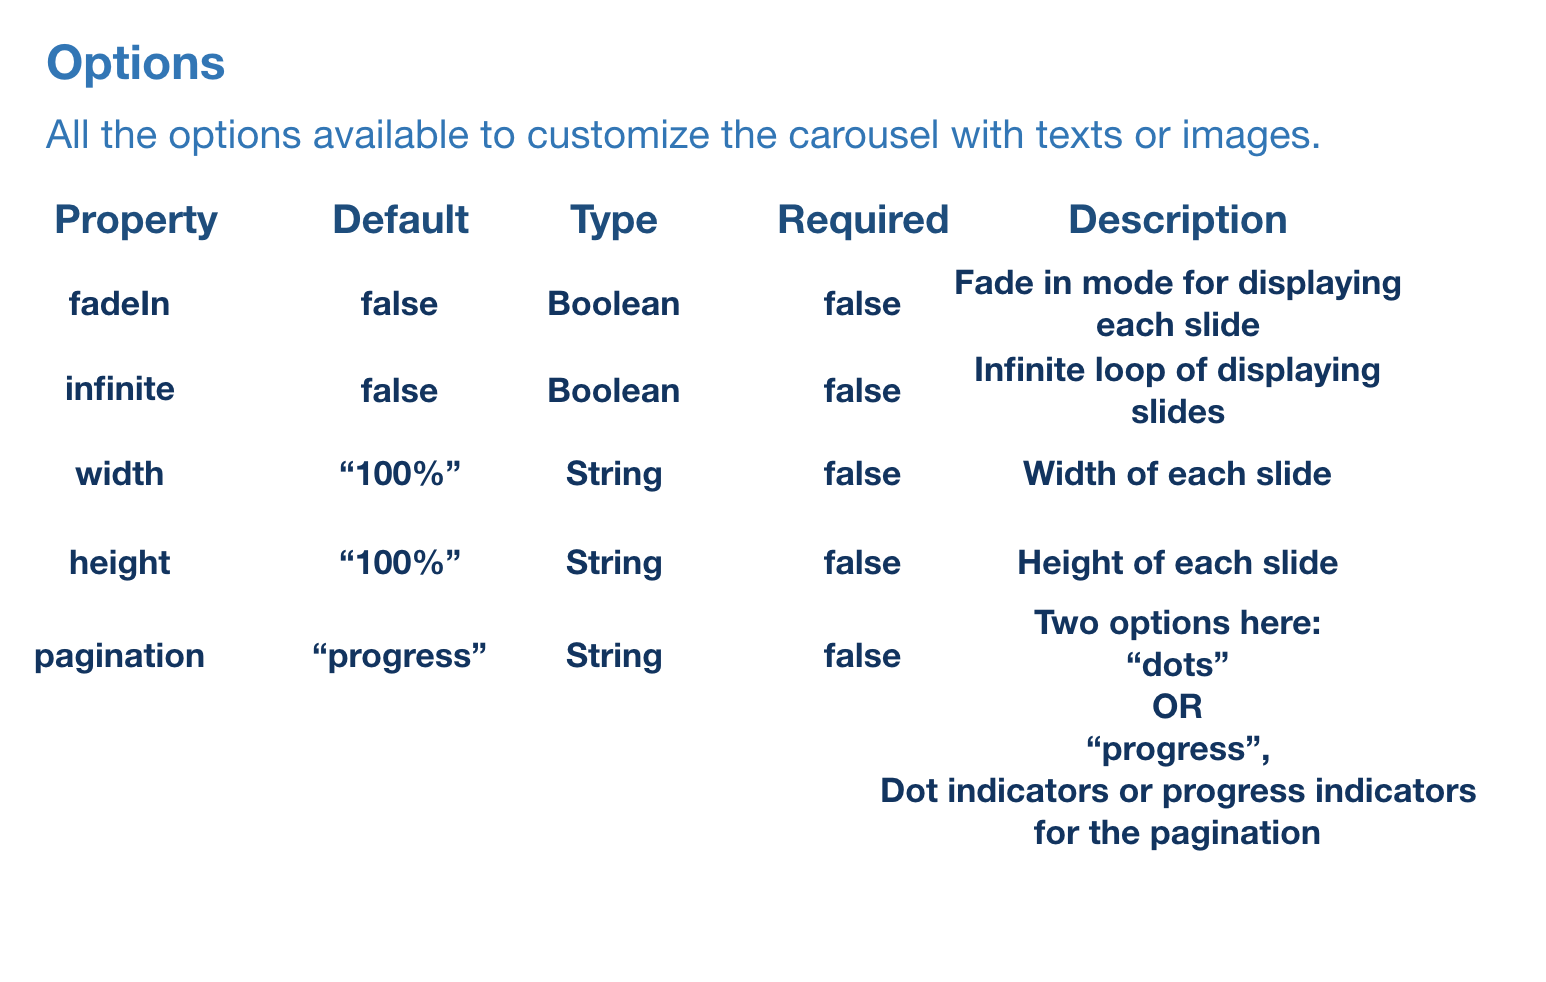 Options
All the options available to customize the carousel with texts or images.
Property Default Type Required Description
fadeIn false Boolean false Fade in mode for displaying
each slide
infinite false Boolean false Infinite loop of displaying
slides
width “100%” String false Width of each slide
height “100%” String false Height of each slide
pagination “progress” String false Two options here:
“dots”
OR
“progress”,
Dot indicators or progress indicators
for the pagination